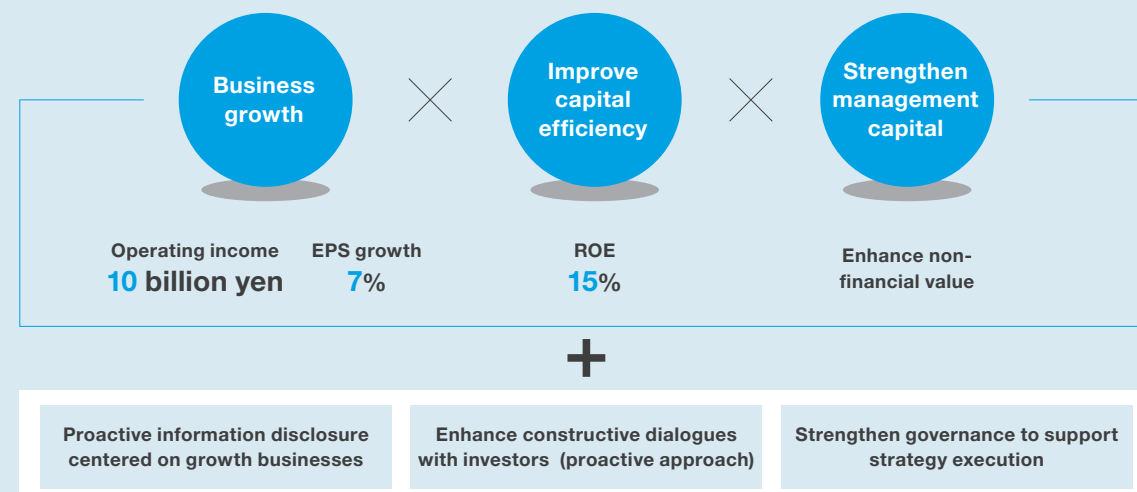 Business
growth
Improve
capital
efficiency
Strengthen
management
capital
Operating income
10 billion yen
EPS growth
7%
ROE
15%
Enhance non-
financial value
+
Proactive information disclosure
centered on growth businesses
Enhance constructive dialogues
with investors (proactive approach)
Strengthen governance to support
strategy execution